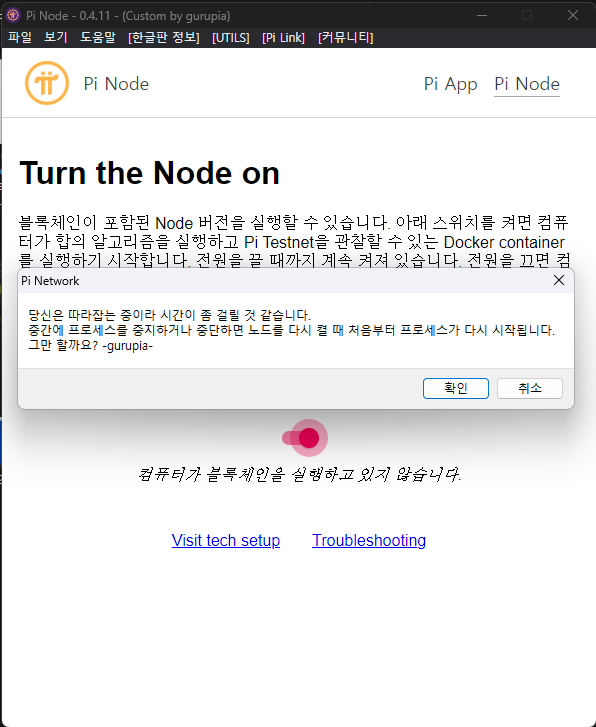 Pi Node - 0.4.11 - (Custom by gurupia)
파일 보기 도움말 [한글판 정보] [UTILS] [Pi Link] [커뮤니티]
Pi Node Pi App Pi Node
Turn the Node on
블록체인이 포함된 Node 버전을 실행할 수 있습니다. 아래 스위치를 켜면 컴퓨
터가 합의 알고리즘을 실행하고 Pi Testnet을 관찰할 수 있는 Docker container
를 실행하기 시작합니다. 전원을 끌 때까지 계속 켜져 있습니다. 전원을 끄면 컴
Pi Network
당신은 따라잡는 중이라 시간이 좀 걸릴 것 같습니다.
중간에 프로세스를 중지하거나 중단하면 노드를 다시 켤 때 처음부터 프로세스가 다시 시작됩니다.
그만 할까요? -gurupia-
확인 취소
컴퓨터가 블록체인을 실행하고 있지 않습니다.
Visit tech setup Troubleshooting